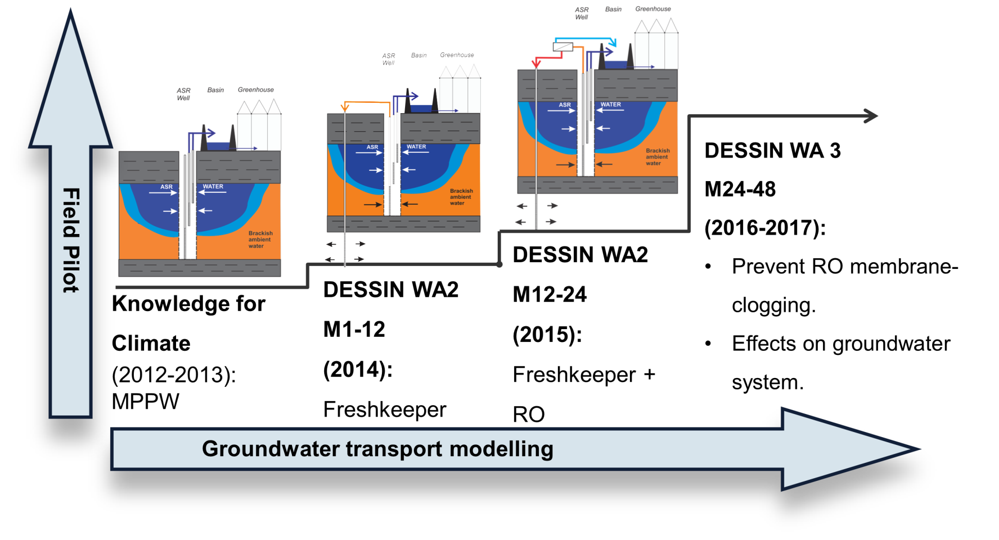 Field Pilot
ASR
Well
Basin
Greenhouse
ASR
WATER
Brackish
ambient
water
Knowledge for
Climate
(2012-2013):
MPPW
ASR
Well
Basin
Greenhouse
ASR
WATER
Brackish
ambient
water
DESSIN WA2
M1-12
(2014):
Freshkeeper
ASR
Well
Basin
Greenhouse
ASR
WATER
Brackish
ambient
water
DESSIN WA2
M12-24
(2015):
Freshkeeper +
RO
DESSIN WA 3
M24-48
(2016-2017):
• Prevent RO membrane-
clogging.
• Effects on groundwater
system.
Groundwater transport modelling